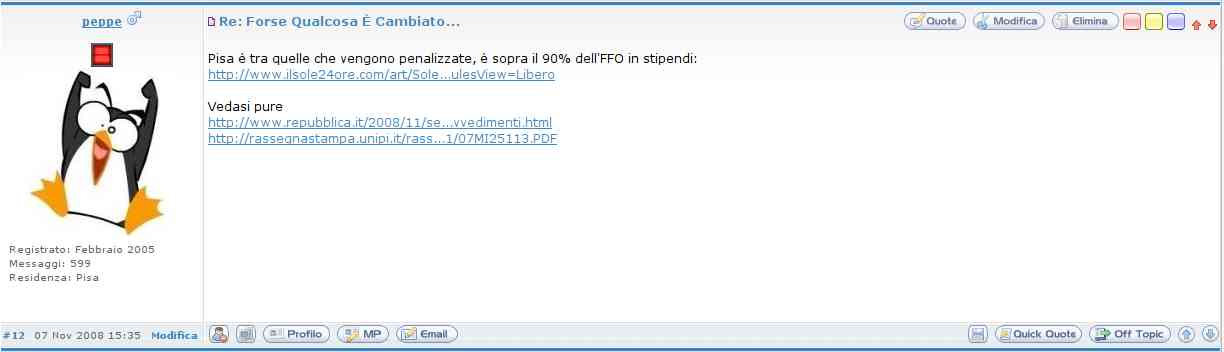 peppe
Re: Forse Qualcosa È Cambiato...
Quote
Modifica
Elimina
Pisa è tra quelle che vengono penalizzate, è sopra il 90% dell'FFO in stipendi:
http://www.ilsole24ore.com/art/Sole...ulesView=Libero
Vedasi pure
http://www.repubblica.it/2008/11/se...vvedimenti.html
http://rassegnastampa.unipi.it/rass...1/07MI25113.PDF
Registrato: Febbraio 2005
Messaggi: 599
Residenza: Pisa
#12 07 Nov 2008 15:35 Modifica
Profilo
MP
Email
Quick Quote
Off Topic